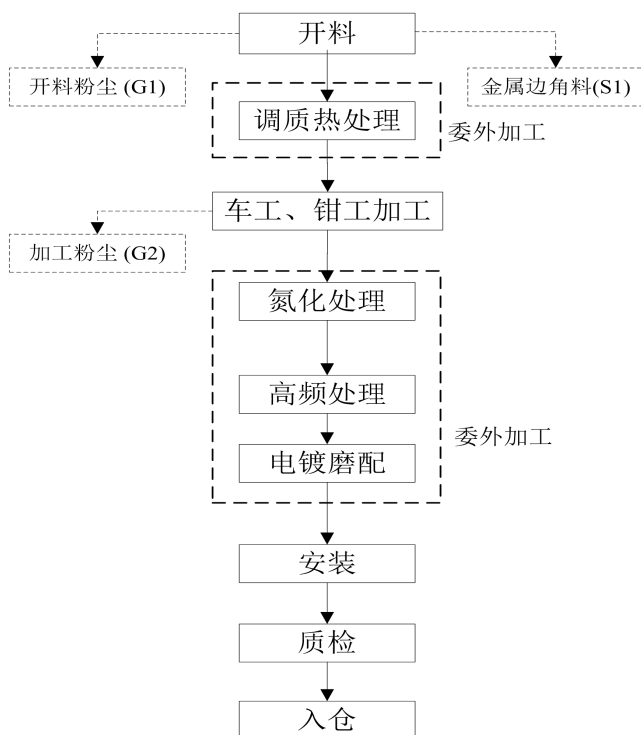 开料
开料粉尘 (G1)
金属边角料(S1)
调质热处理
委外加工
车工、钳工加工
加工粉尘 (G2)
氮化处理
高频处理
委外加工
电镀磨配
安装
质检
入仓